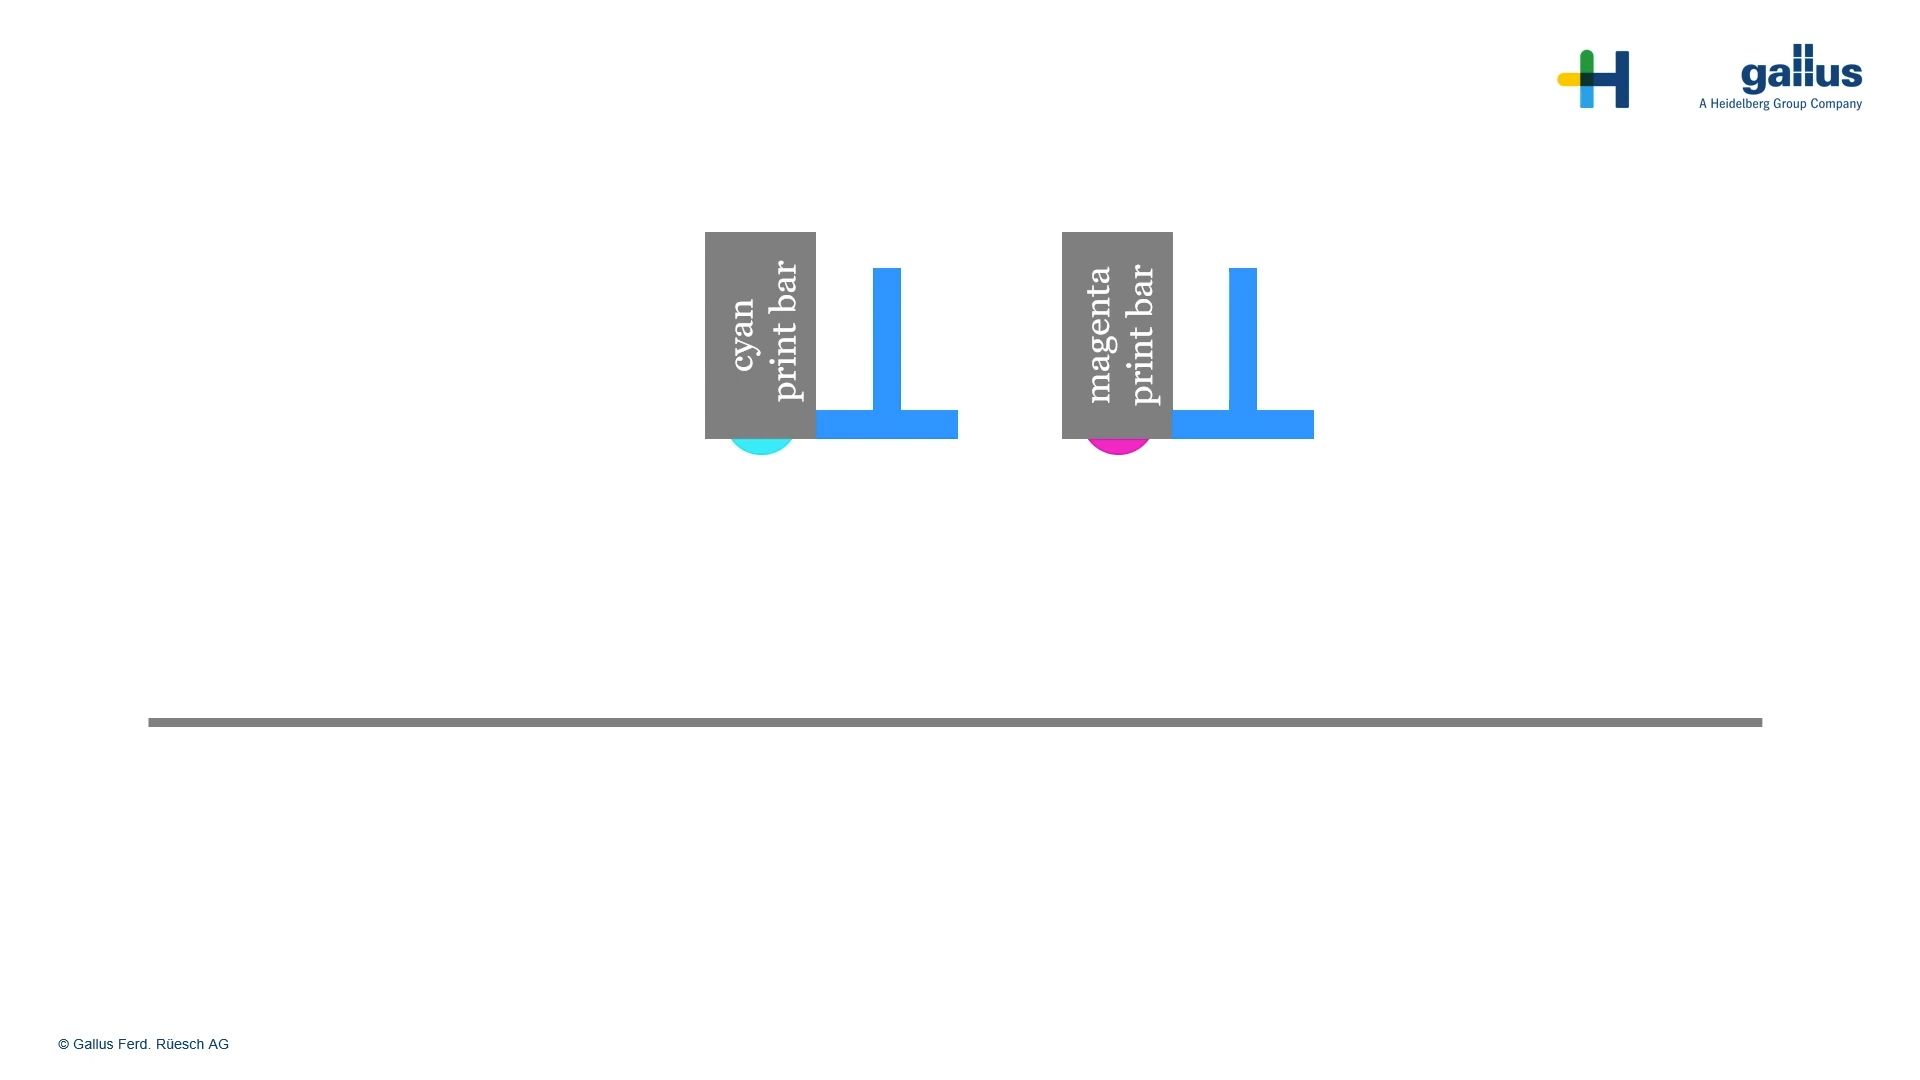 gallus
A Heidelberg Group Company
cyan
print bar
magenta
print bar
© Gallus Ferd. Rüesch AG